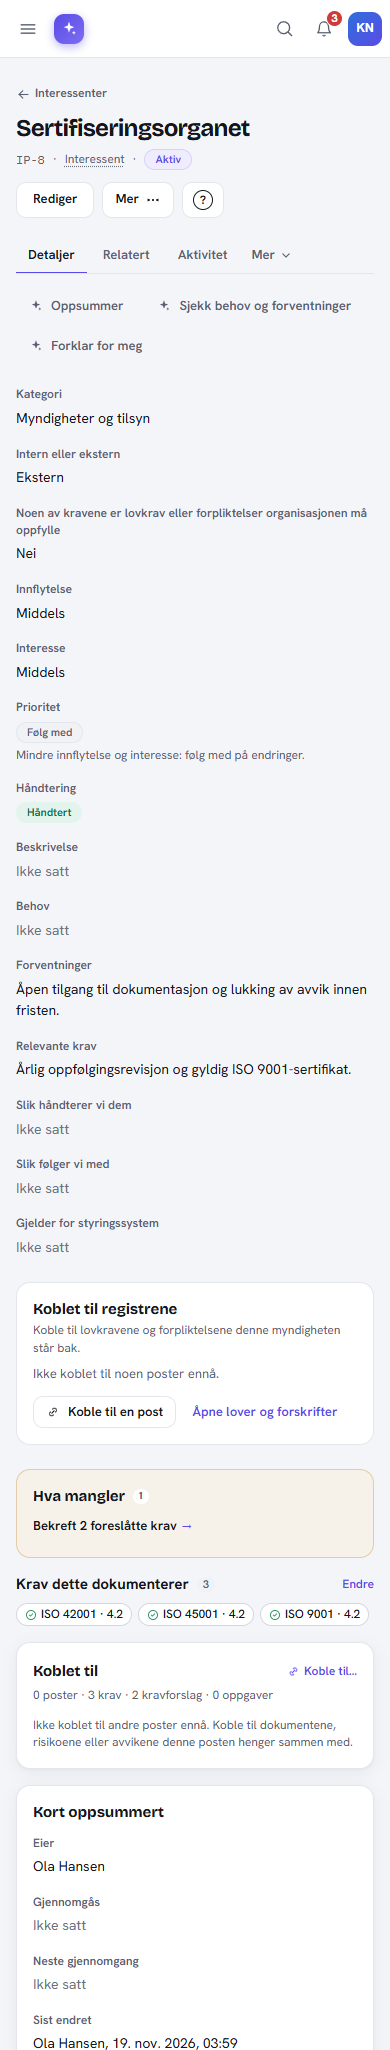 3
KN
← Interessenter
Sertifiseringsorganet
IP-8 · Interessent · Aktiv
Rediger
Mer ···
?
Detaljer
Relatert
Aktivitet
Mer
Oppsummer
Sjekk behov og forventninger
Forklar for meg
Kategori
Myndigheter og tilsyn
Intern eller ekstern
Ekstern
Noen av kravene er lovkrav eller forpliktelser organisasjonen må
oppfylle
Nei
Innflytelse
Middels
Interesse
Middels
Prioritet
Følg med
Mindre innflytelse og interesse: følg med på endringer.
Håndtering
Håndtert
Beskrivelse
Ikke satt
Behov
Ikke satt
Forventninger
Åpen tilgang til dokumentasjon og lukking av avvik innen
fristen.
Relevante krav
Årlig oppfølgingsrevisjon og gyldig ISO 9001-sertifikat.
Slik håndterer vi dem
Ikke satt
Slik følger vi med
Ikke satt
Gjelder for styringssystem
Ikke satt
Koblet til registrene
Koble til lovkravene og forpliktelsene denne myndigheten
står bak.
Ikke koblet til noen poster ennå.
Koble til en post
Åpne lover og forskrifter
Hva mangler 1
Bekreft 2 foreslåtte krav →
Krav dette dokumenterer 3
Endre
ISO 42001 · 4.2
ISO 45001 · 4.2
ISO 9001 · 4.2
Koblet til
Koble til...
0 poster · 3 krav · 2 kravforslag · 0 oppgaver
Ikke koblet til andre poster ennå. Koble til dokumentene,
risikoene eller avvikene denne posten henger sammen med.
Kort oppsummert
Eier
Ola Hansen
Gjennomgås
Ikke satt
Neste gjennomgang
Ikke satt
Sist endret
Ola Hansen, 19. nov. 2026, 03:59